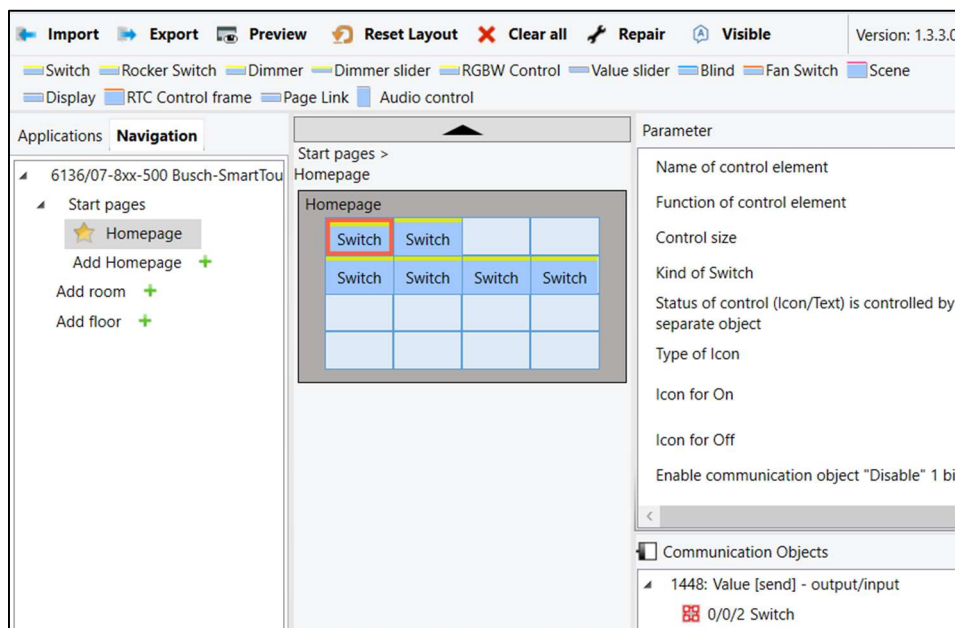 Import Export Preview Reset Layout Clear all Repair Visible Version: 1.3.3.0
Switch Rocker Switch Dimmer Dimmer slider RGBW Control Value slider Blind Fan Switch Scene
Display RTC Control frame Page Link Audio control
Applications Navigation
6136/07-8xx-500 Busch-SmartTou
Start pages
Homepage
Add Homepage
Add room
Add floor
Start pages >
Homepage
Homepage
Switch Switch
Switch Switch Switch Switch
Parameter
Name of control element
Function of control element
Control size
Kind of Switch
Status of control (Icon/Text) is controlled by
separate object
Type of Icon
Icon for On
Icon for Off
Enable communication object "Disable" 1 bi
Communication Objects
1448: Value [send] - output/input
0/0/2 Switch